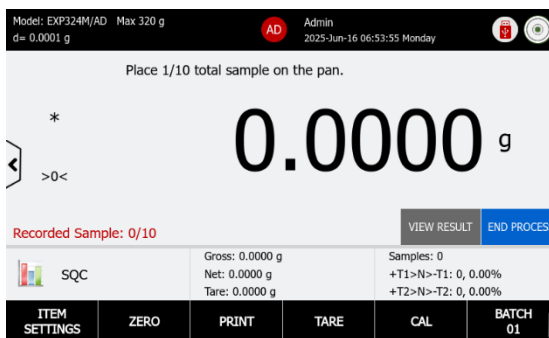 Model: EXP324M/AD Max 320 g
d= 0.0001 g
AD
Admin
2025-Jun-16 06:53:55 Monday
Place 1/10 total sample on the pan.
*
0.0000 g
>0<
Recorded Sample: 0/10
VIEW RESULT
END PROCES
SQC
Gross: 0.0000 g
Net: 0.0000 g
Tare: 0.0000 g
Samples: 0
+T1>N>-T1: 0, 0.00%
+T2>N>-T2: 0, 0.00%
ITEM
SETTINGS
ZERO
PRINT
TARE
CAL
BATCH
01